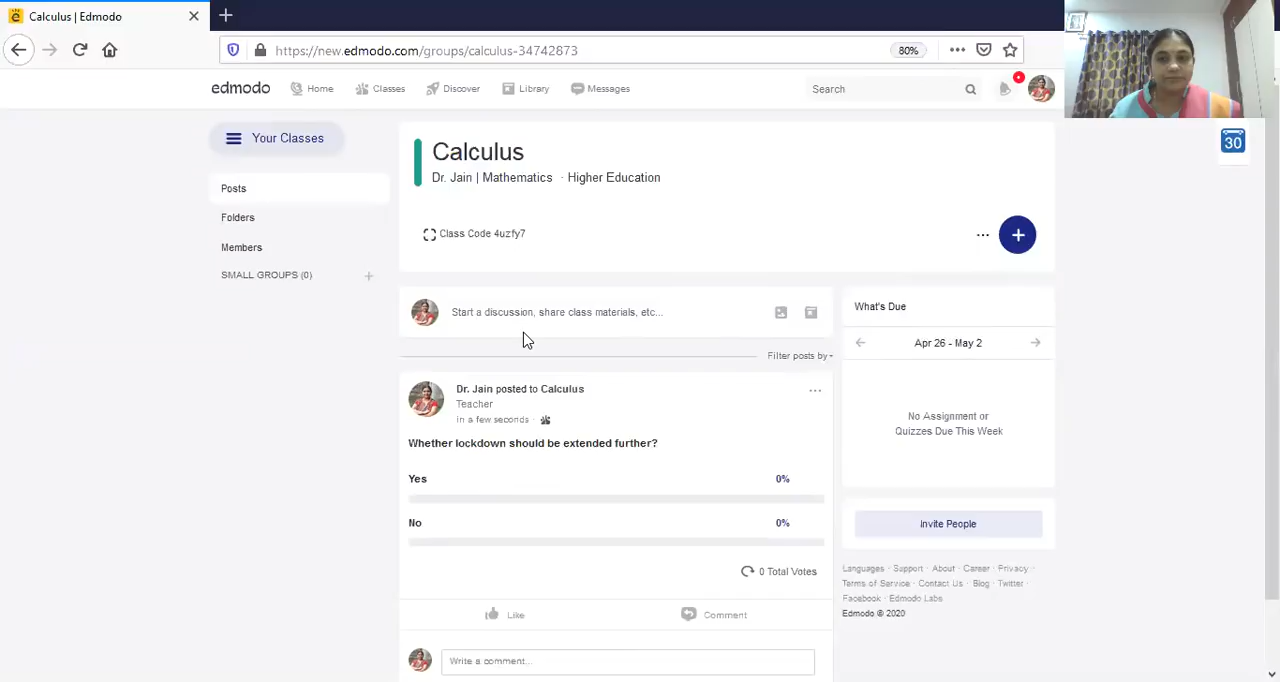 Calculus | Edmodo
https://new.edmodo.com/groups/calculus-34742873
80%
edmodo
Home
Classes
Discover
Library
Messages
Search
Your Classes
Posts
Folders
Members
SMALL GROUPS (0)
Calculus
Dr. Jain | Mathematics · Higher Education
Class Code 4uzfy7
30
Start a discussion, share class materials, etc...
Filter posts by
Dr. Jain posted to Calculus
Teacher
in a few seconds ·
Whether lockdown should be extended further?
Yes 0%
No 0%
0 Total Votes
Like
Comment
Write a comment...
What's Due
Apr 26 - May 2
No Assignment or
Quizzes Due This Week
Invite People
Languages · Support · About · Career · Privacy ·
Terms of Service · Contact Us · Blog · Twitter ·
Facebook · Edmodo Labs
Edmodo © 2020